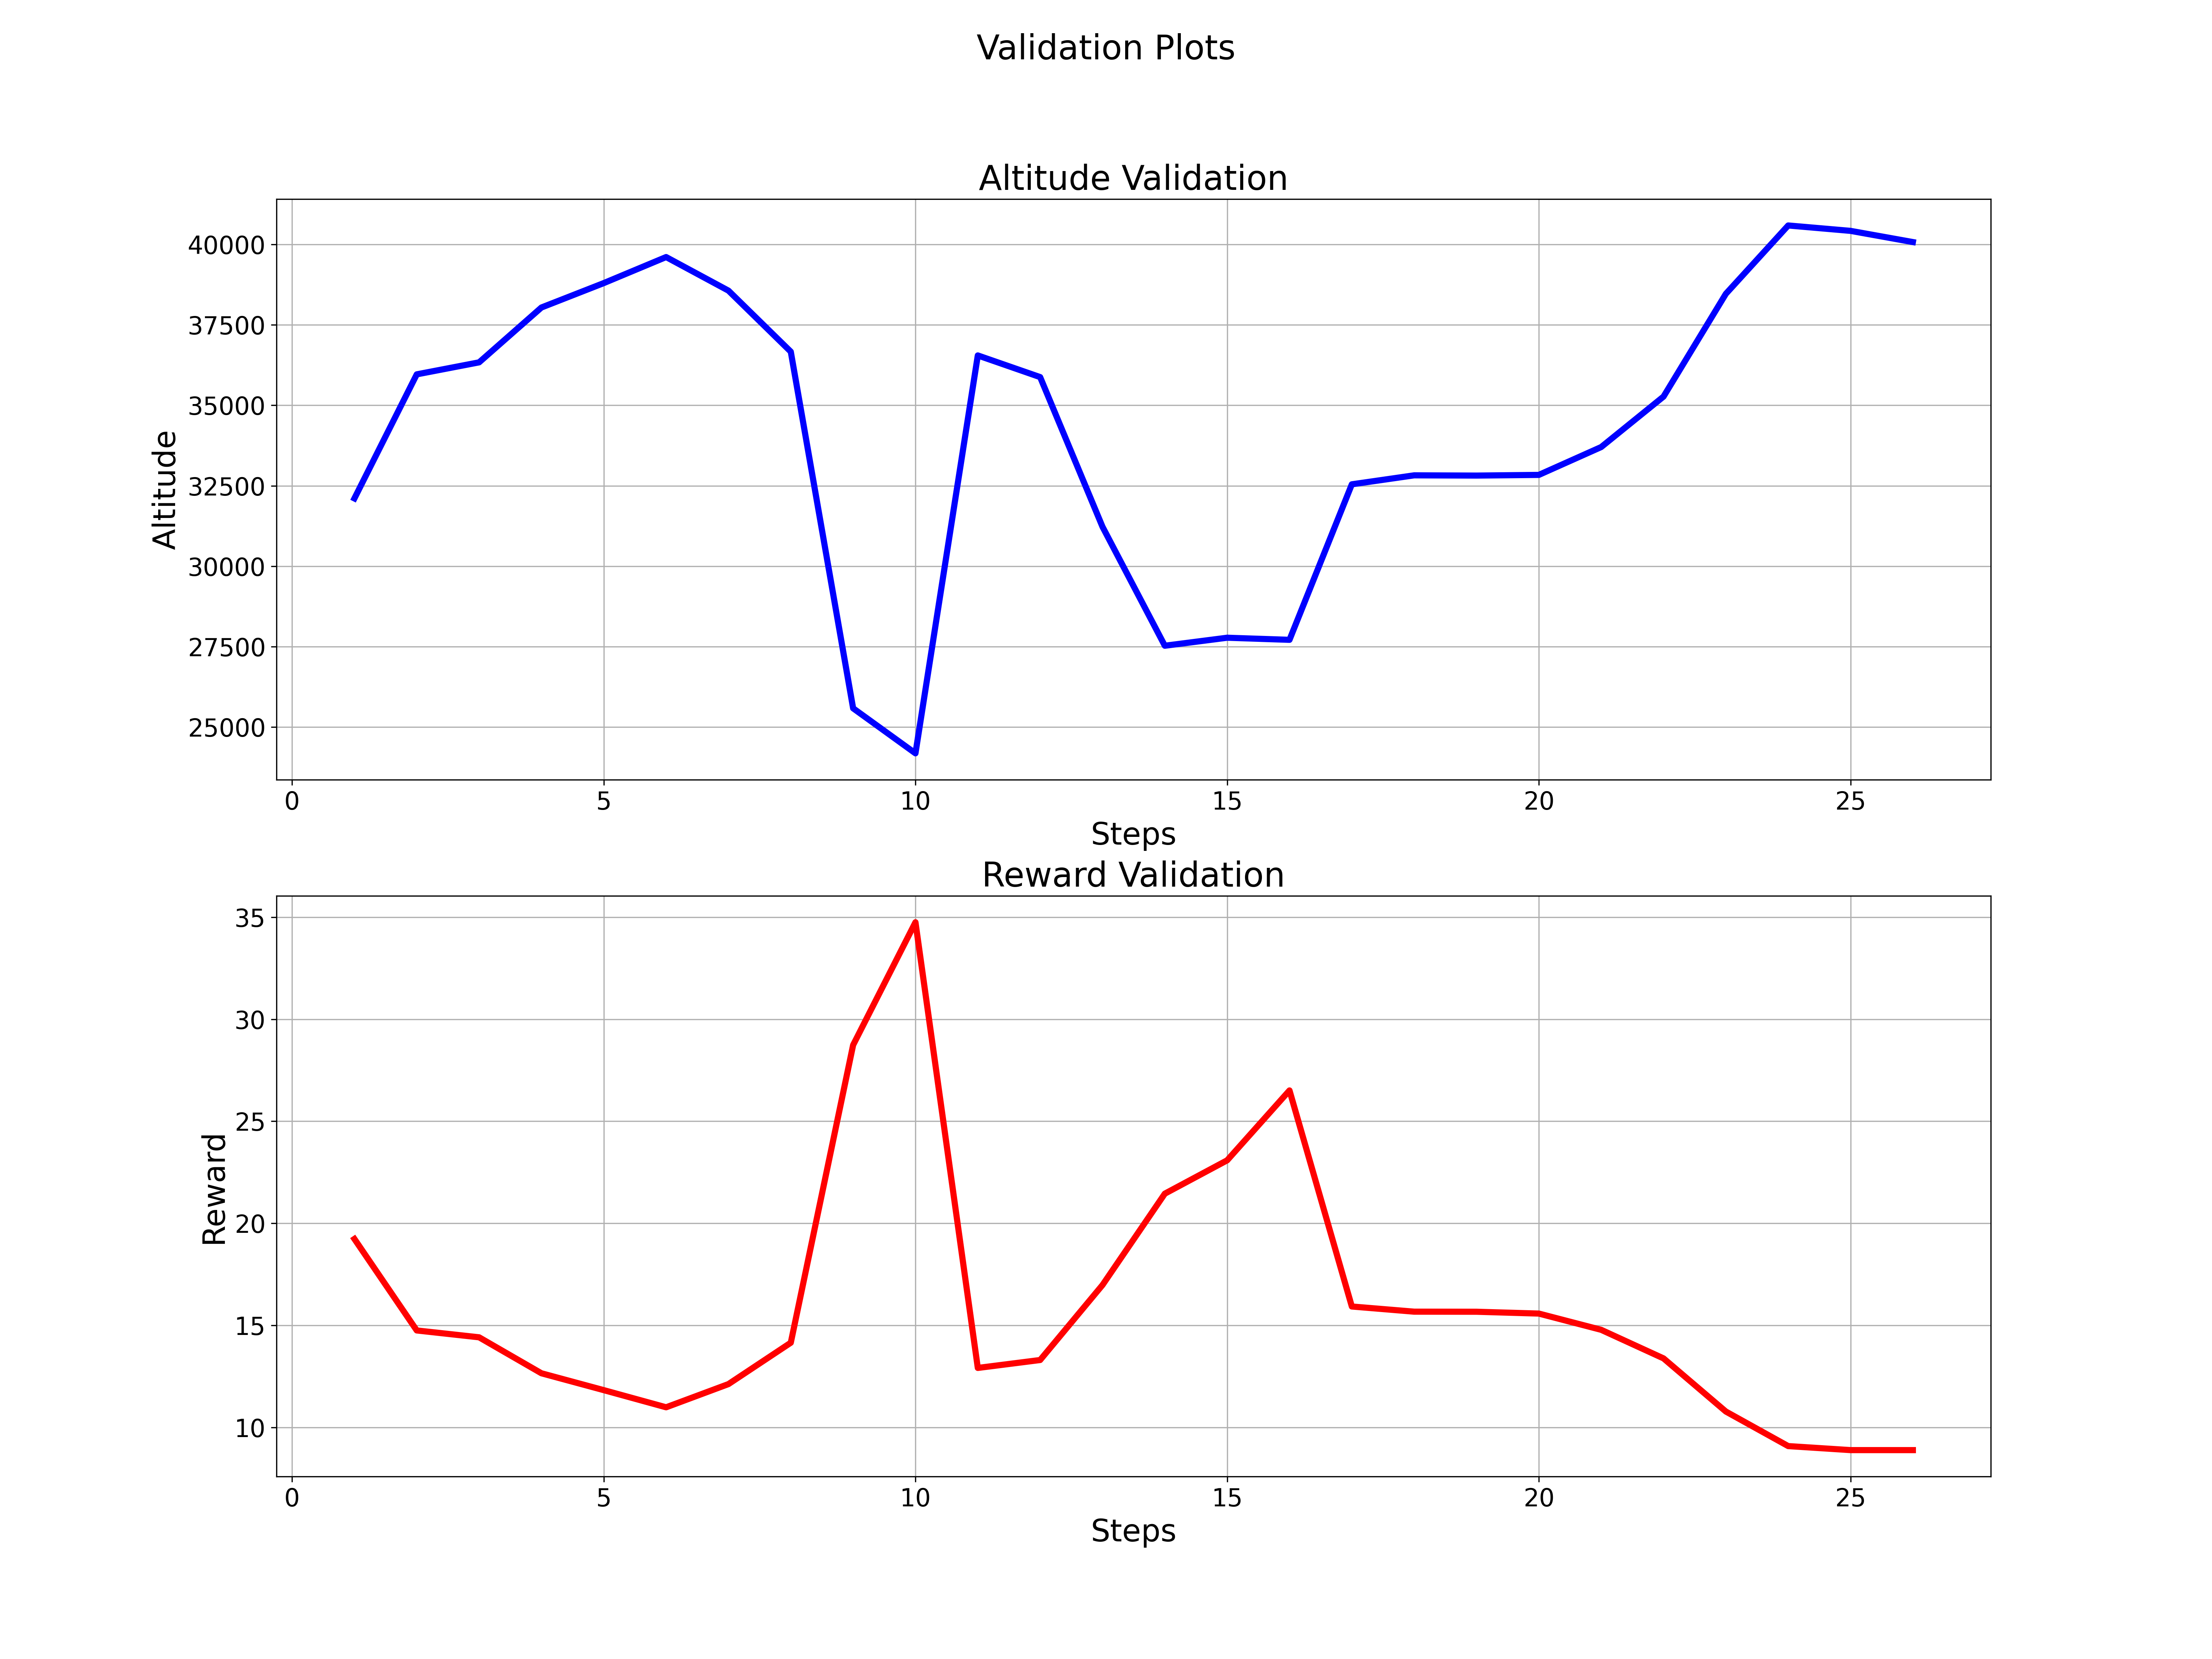 Validation Plots
Altitude Validation
40000
37500
35000
32500
30000
27500
25000
Altitude
0 5 10 15 20 25
Steps
Reward Validation
35
30
25
20
15
10
Reward
0 5 10 15 20 25
Steps